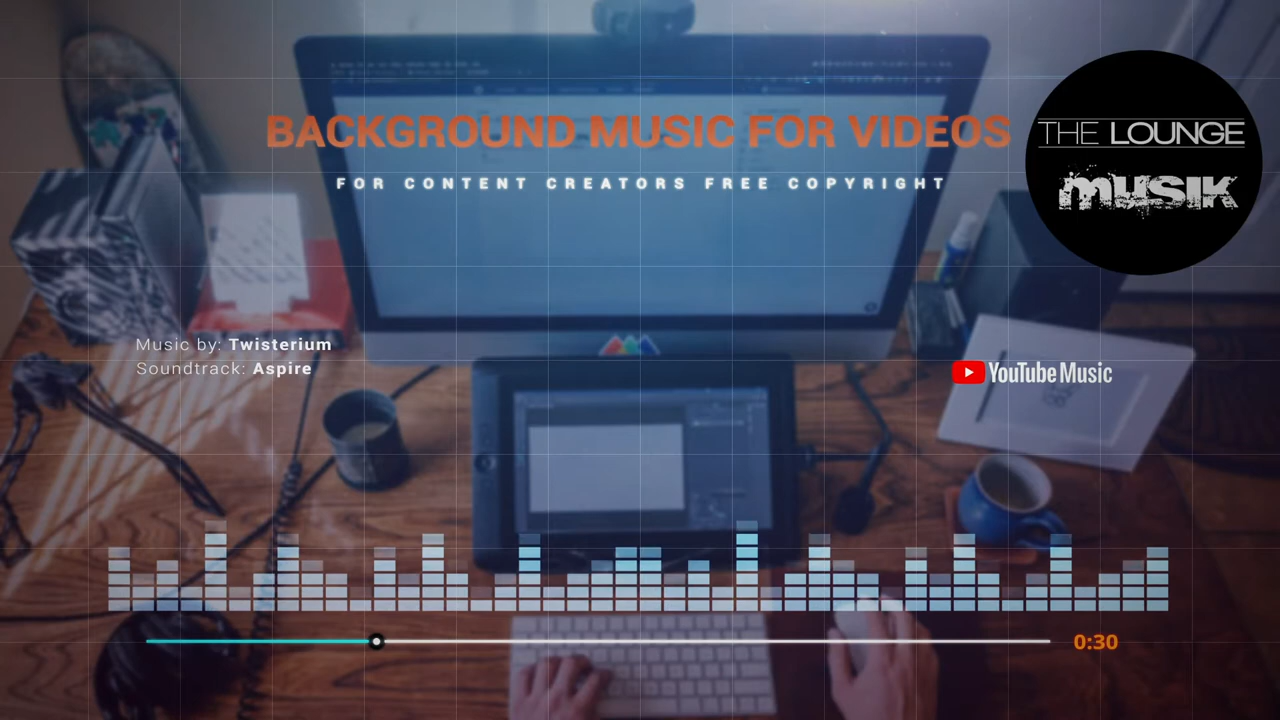 BACKGROUND MUSIC FOR VIDEOS
FOR CONTENT CREATORS FREE COPYRIGHT
THE LOUNGE
MUSIK
Music by: Twisterium
Soundtrack: Aspire
YouTube Music
0:30